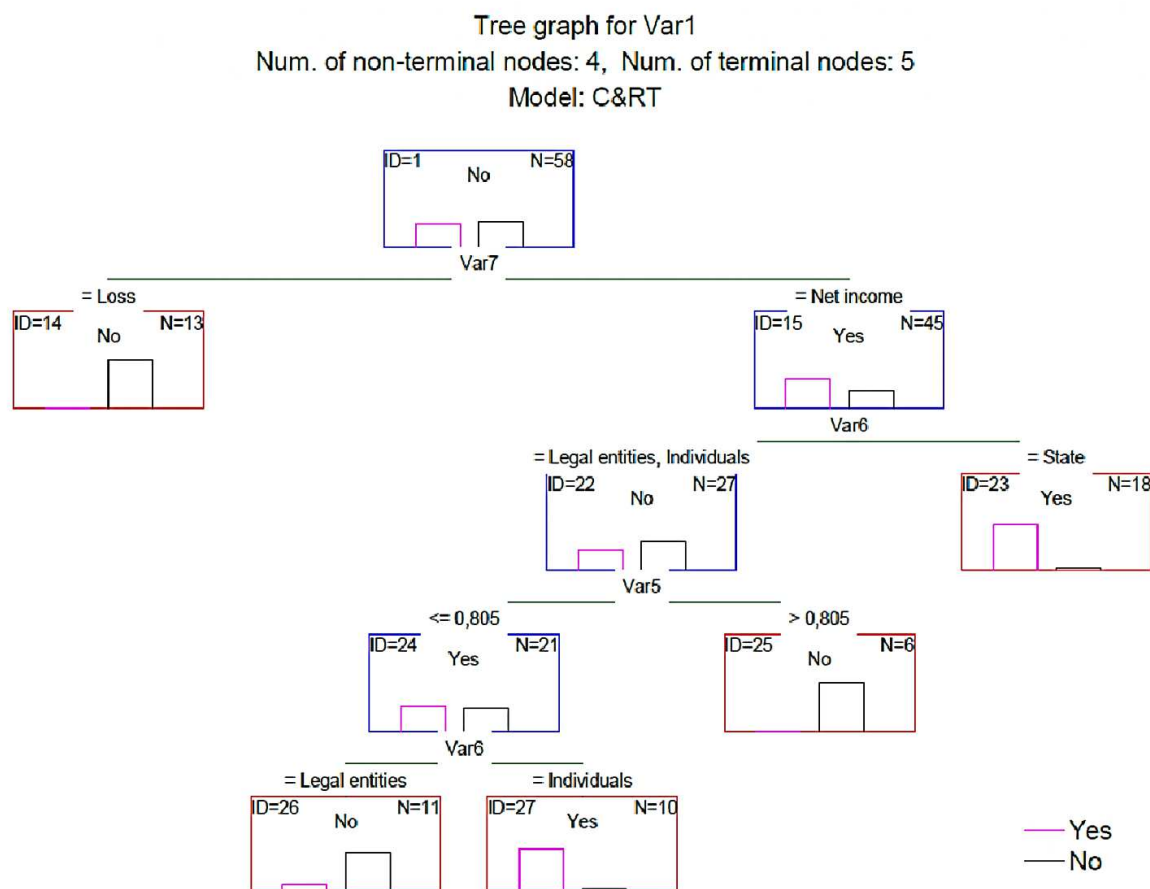 Tree graph for Var1
Num. of non-terminal nodes: 4, Num. of terminal nodes: 5
Model: C&RT
ID=1 N=58
No
Var7
= Loss = Net income
ID=14 N=13 ID=15 N=45
No Yes
Var6
= Legal entities, Individuals = State
ID=22 N=27 ID=23 N=18
No Yes
Var5
<= 0,805 > 0,805
ID=24 N=21 ID=25 N=6
Yes No
Var6
= Legal entities = Individuals
ID=26 N=11 ID=27 N=10
No Yes
Yes
No